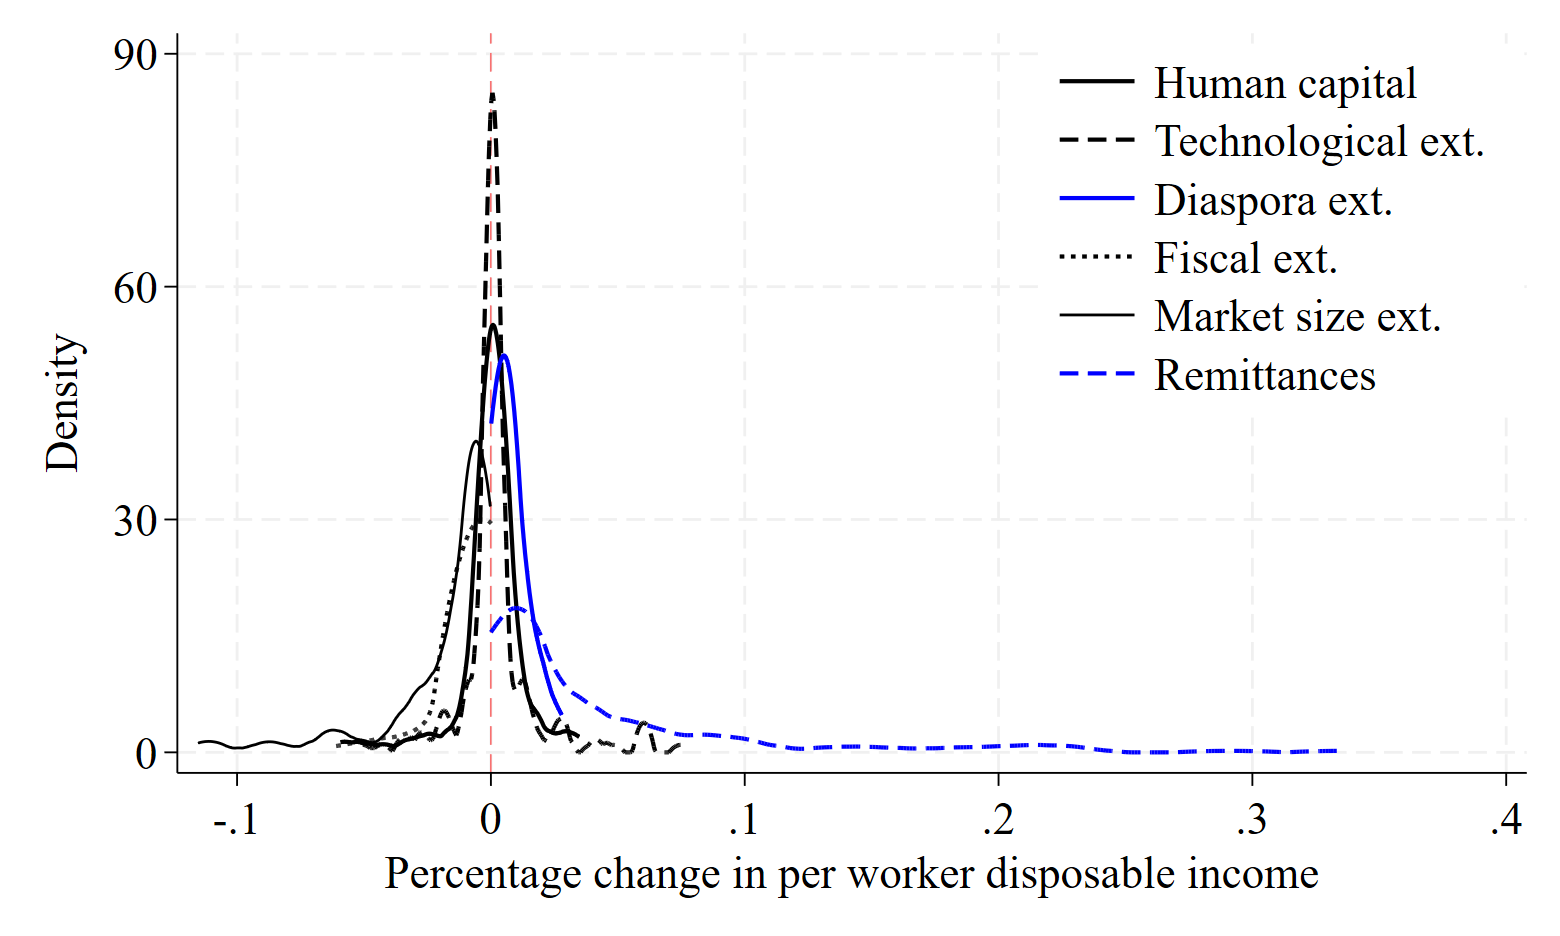 90
60
30
0
Density
-.1
0
.1
.2
.3
.4
Percentage change in per worker disposable income
Human capital
Technological ext.
Diaspora ext.
Fiscal ext.
Market size ext.
Remittances